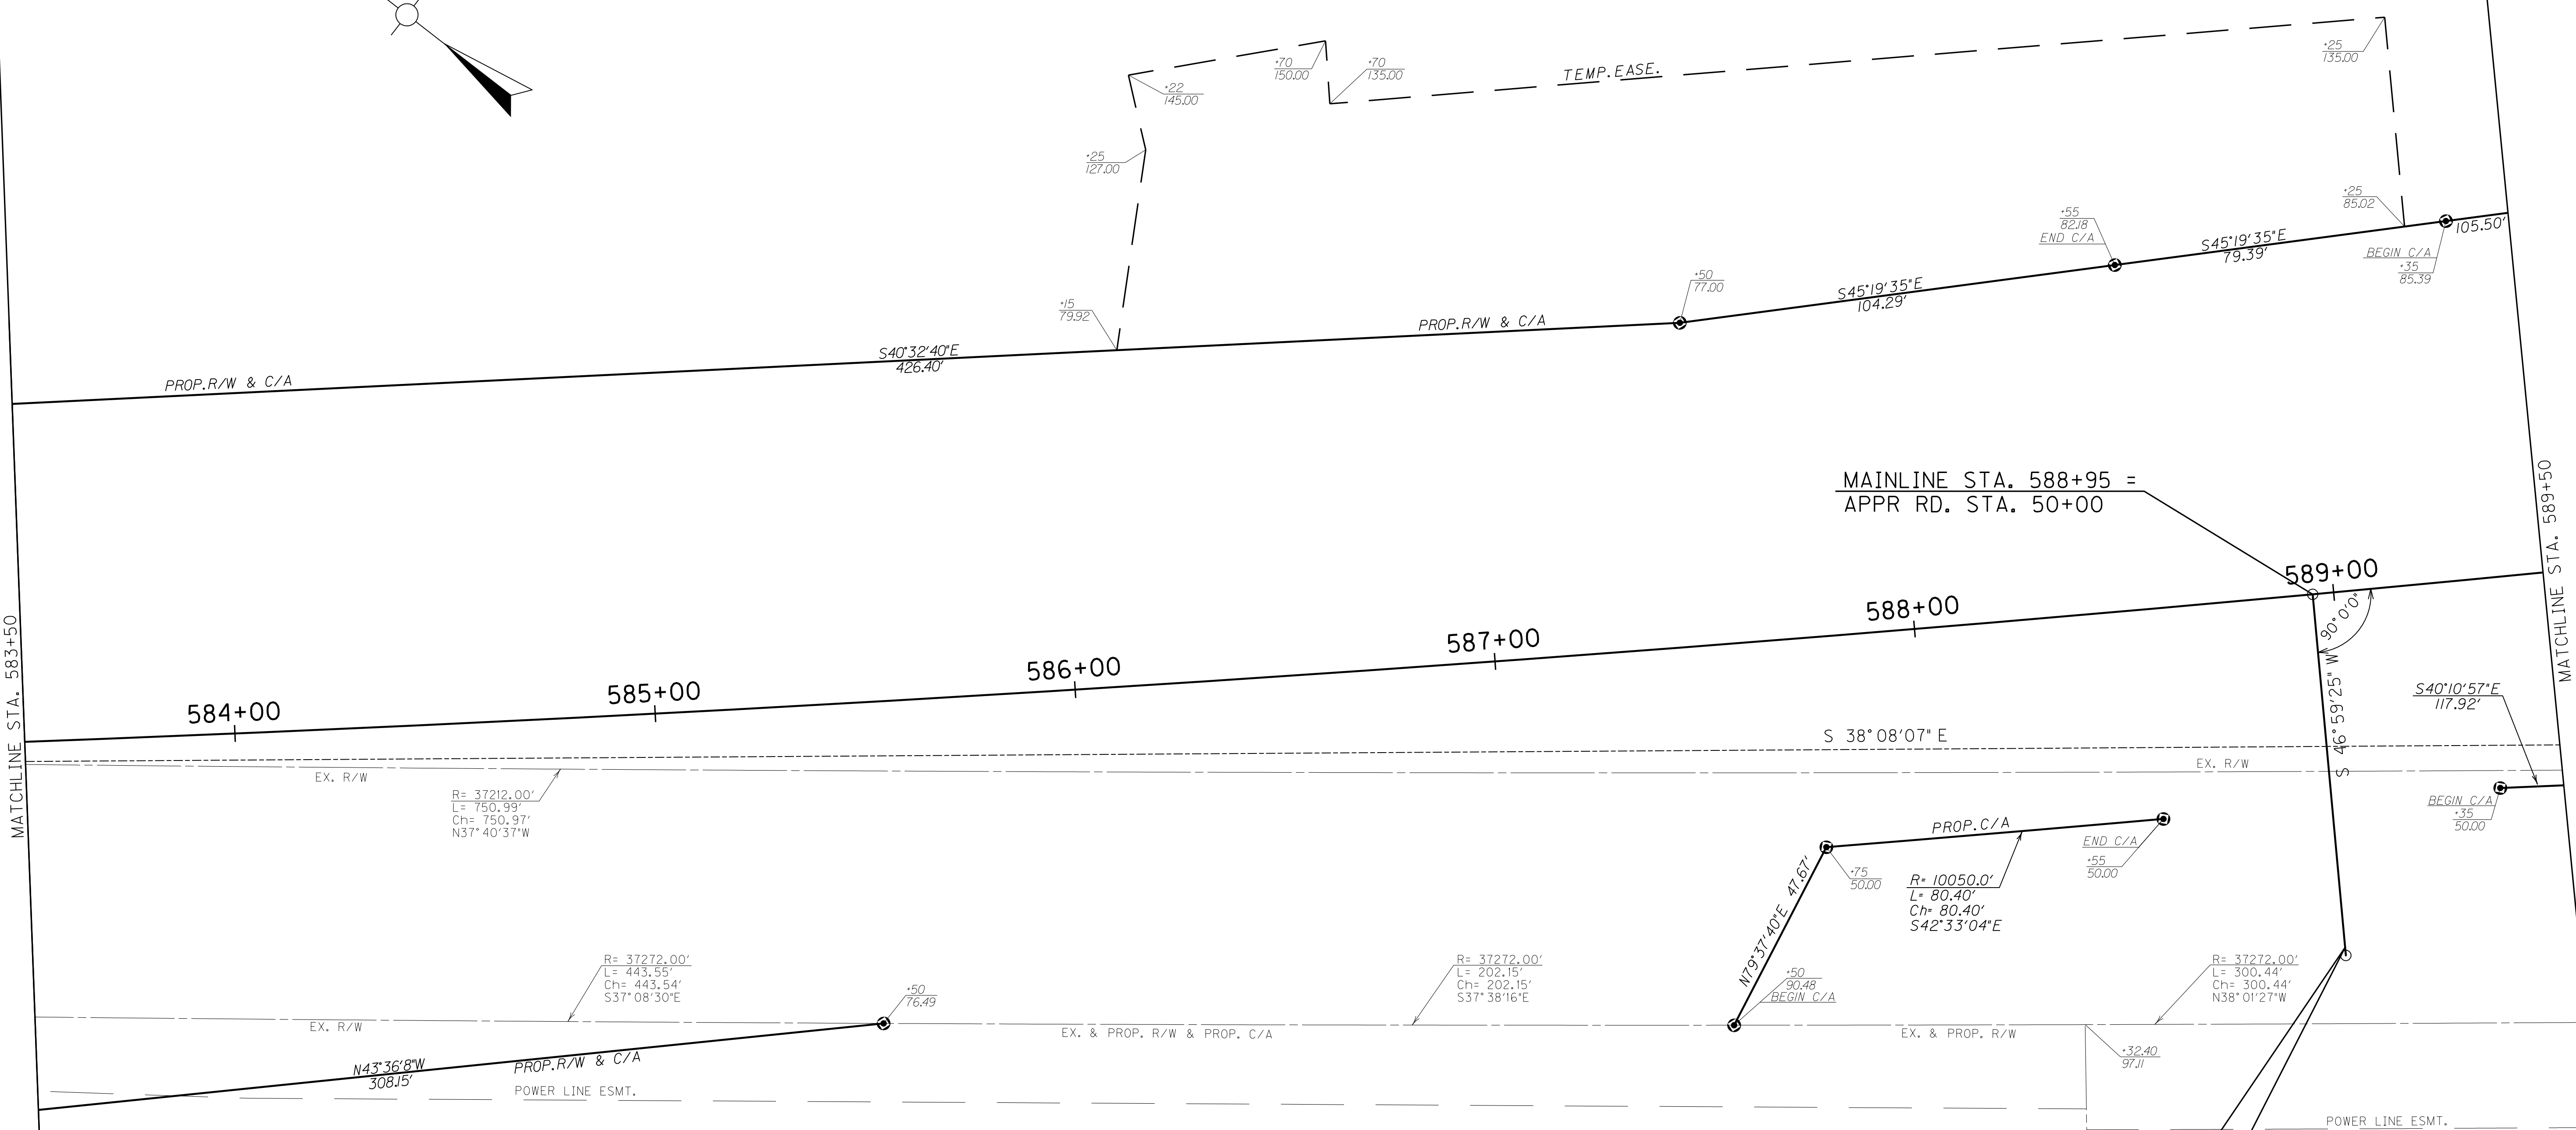 +25
135.00
+70
150.00
+70
135.00
TEMP. EASE.
+22
145.00
+25
127.00
+25
85.02
+55
82.18
END C/A
S45°19'35"E
79.39'
105.50'
BEGIN C/A
+35
85.39
+50
77.00
S45°19'35"E
104.29'
+15
79.92
PROP. R/W & C/A
S40°32'40"E
426.40'
PROP. R/W & C/A
MAINLINE STA. 588+95 =
APPR RD. STA. 50+00
MATCHLINE STA. 589+50
589+00
90°0'0"
588+00
587+00
586+00
585+00
584+00
MATCHLINE STA. 583+50
S 46°59'25" W
S40°10'57"E
117.92'
S 38°08'07" E
EX. R/W
EX. R/W
R= 37212.00'
L= 750.99'
Ch= 750.97'
N37°40'37"W
BEGIN C/A
+35
50.00
PROP. C/A
END C/A
+55
50.00
+75
50.00
R= 10050.0'
L= 80.40'
Ch= 80.40'
S42°33'04"E
N79°37'40"E 47.67'
R= 37272.00'
L= 443.55'
Ch= 443.54'
S37°08'30"E
+50
76.49
R= 37272.00'
L= 202.15'
Ch= 202.15'
S37°38'16"E
+50
90.48
BEGIN C/A
R= 37272.00'
L= 300.44'
Ch= 300.44'
N38°01'27"W
EX. R/W
EX. & PROP. R/W & PROP. C/A
EX. & PROP. R/W
+32.40
97.11
N43°36'8"W
308.15'
PROP. R/W & C/A
POWER LINE ESMT.
POWER LINE ESMT.